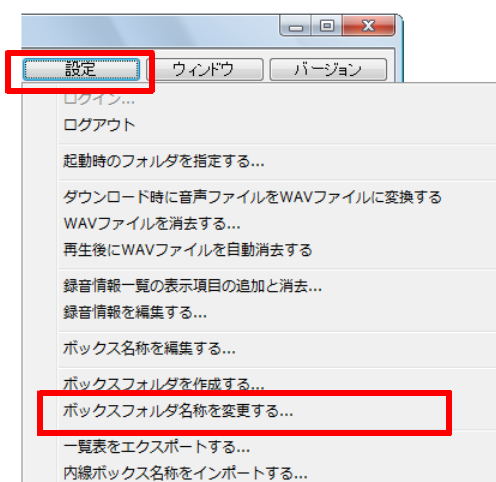 設定 ウィンドウ バージョン
ログイン...
ログアウト
起動時のフォルダを指定する...
ダウンロード時に音声ファイルをWAVファイルに変換する
WAVファイルを消去する...
再生後にWAVファイルを自動消去する
録音情報一覧の表示項目の追加と消去...
録音情報を編集する...
ボックス名称を編集する...
ボックスフォルダを作成する...
ボックスフォルダ名称を変更する...
一覧表をエクスポートする...
内線ボックス名称をインポートする...